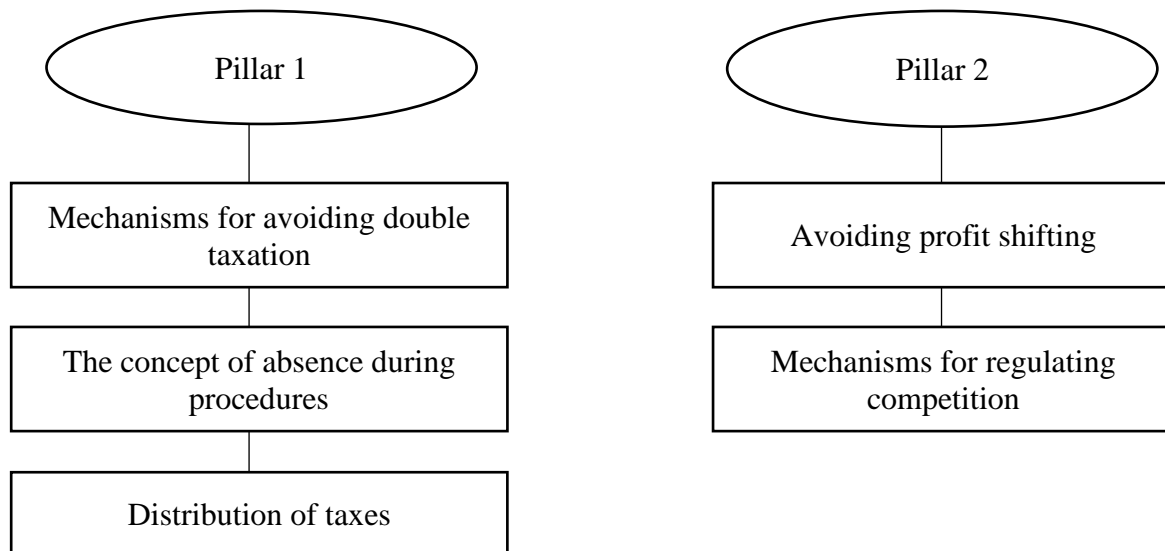 Pillar 1
Mechanisms for avoiding double
taxation
The concept of absence during
procedures
Distribution of taxes
Pillar 2
Avoiding profit shifting
Mechanisms for regulating
competition